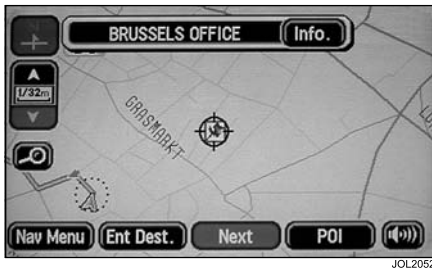 BRUSSELS OFFICE Info.
1/32m
GRASMARKT
Nav Menu Ent Dest. Next POI
JOL2052